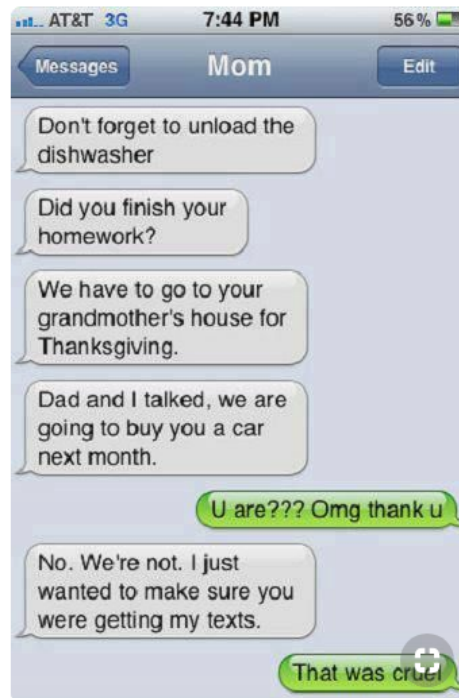 AT&T 3G 7:44 PM 56%
Messages Mom Edit
Don't forget to unload the
dishwasher
Did you finish your
homework?
We have to go to your
grandmother's house for
Thanksgiving.
Dad and I talked, we are
going to buy you a car
next month.
U are??? Omg thank u
No. We're not. I just
wanted to make sure you
were getting my texts.
That was cruel